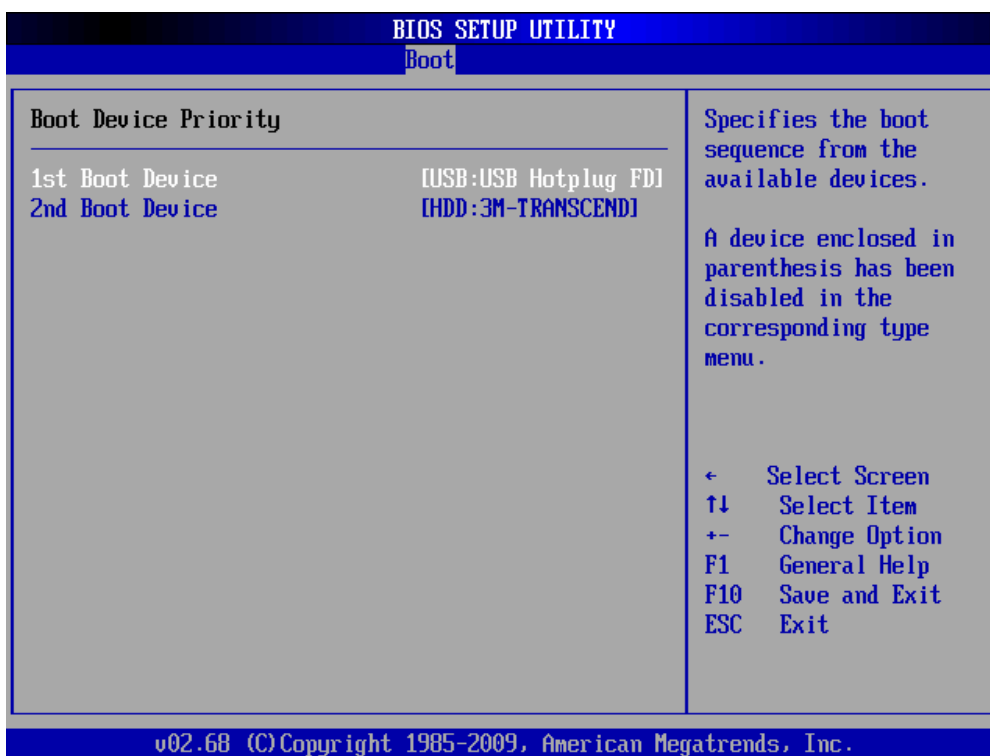 BIOS SETUP UTILITY
Boot
Boot Device Priority
1st Boot Device [USB:USB Hotplug FD]
2nd Boot Device [HDD:3M-TRANSCEND]
Specifies the boot
sequence from the
available devices.
A device enclosed in
parenthesis has been
disabled in the
corresponding type
menu.
← Select Screen
↑↓ Select Item
+- Change Option
F1 General Help
F10 Save and Exit
ESC Exit
v02.68 (C)Copyright 1985-2009, American Megatrends, Inc.